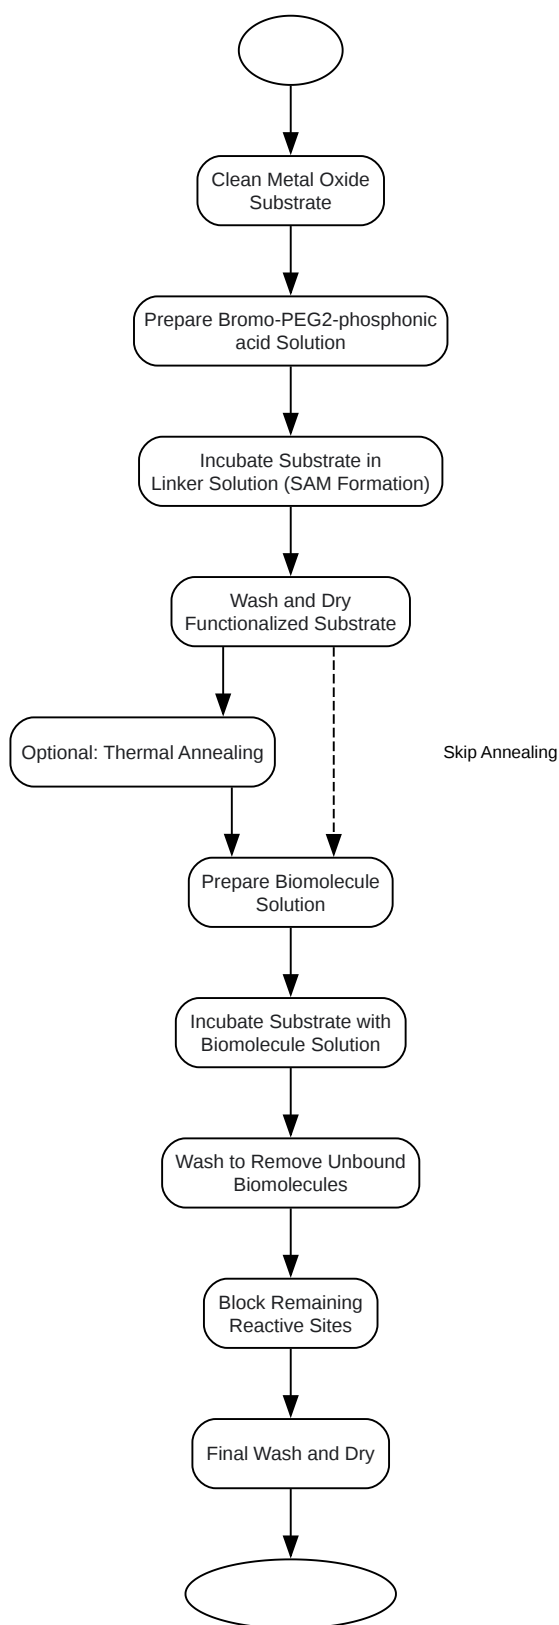 Clean Metal Oxide
Substrate
Prepare Bromo-PEG2-phosphonic
acid Solution
Incubate Substrate in
Linker Solution (SAM Formation)
Wash and Dry
Functionalized Substrate
Optional: Thermal Annealing
Skip Annealing
Prepare Biomolecule
Solution
Incubate Substrate with
Biomolecule Solution
Wash to Remove Unbound
Biomolecules
Block Remaining
Reactive Sites
Final Wash and Dry